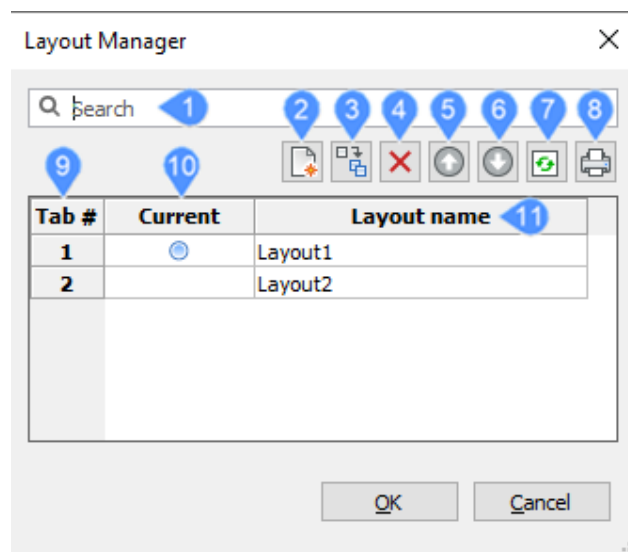 Layout Manager
Search 1 2 3 4 5 6 7 8
9 10
Tab # Current Layout name 11
1 Layout1
2 Layout2
OK Cancel